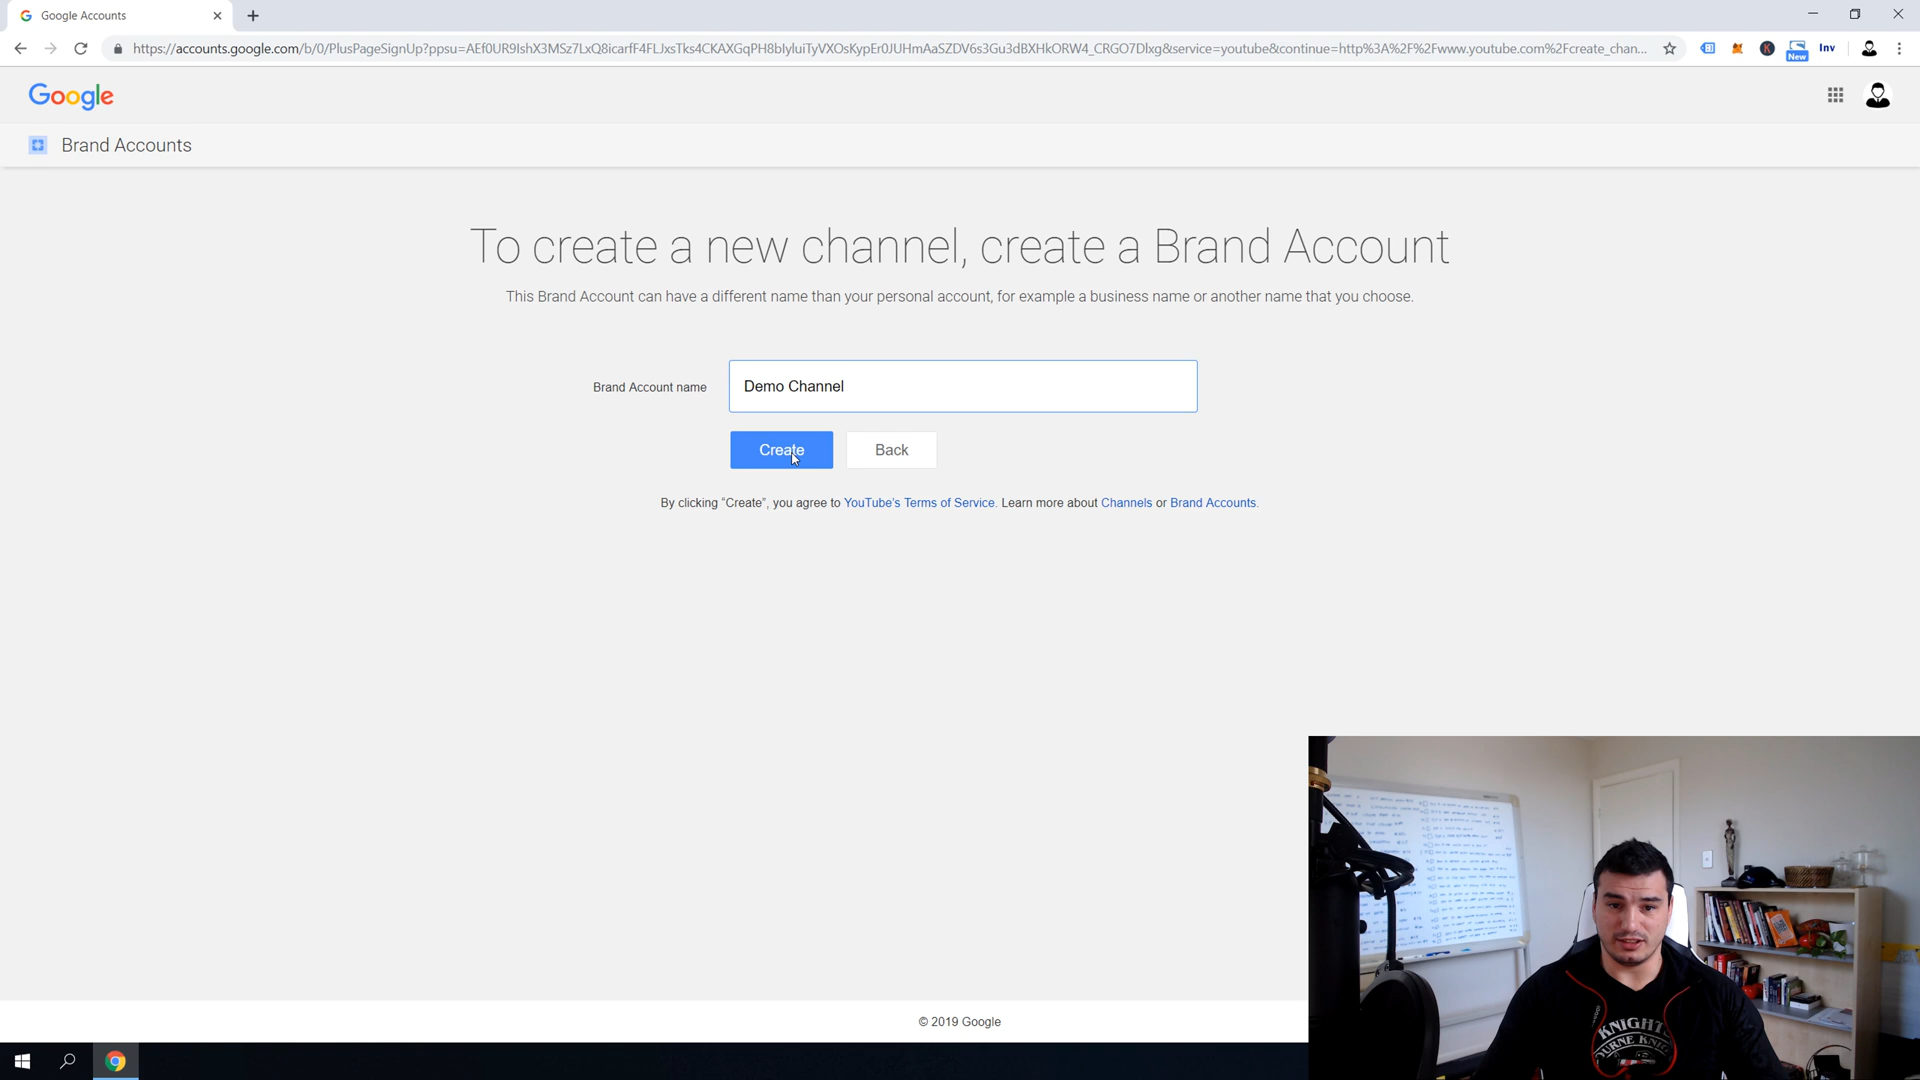 Google Accounts
https://accounts.google.com/b/0/PlusPageSignUp?ppsu=AEf0UR9IshX3MSz7LxQ8icarfF4FLJxsTks4CKAXGqPH8bIyluiTyVXOsKypEr0JUHmAaSZDV6s3Gu3dBXHkORW4_CRGO7Dlxg&service=youtube&continue=http%3A%2F%2Fwww.youtube.com%2Fcreate_chan...
New
Inv
Google
Brand Accounts
To create a new channel, create a Brand Account
This Brand Account can have a different name than your personal account, for example a business name or another name that you choose.
Brand Account name
Demo Channel
Create
Back
By clicking “Create”, you agree to YouTube's Terms of Service. Learn more about Channels or Brand Accounts.
KNIGHTS
© 2019 Google